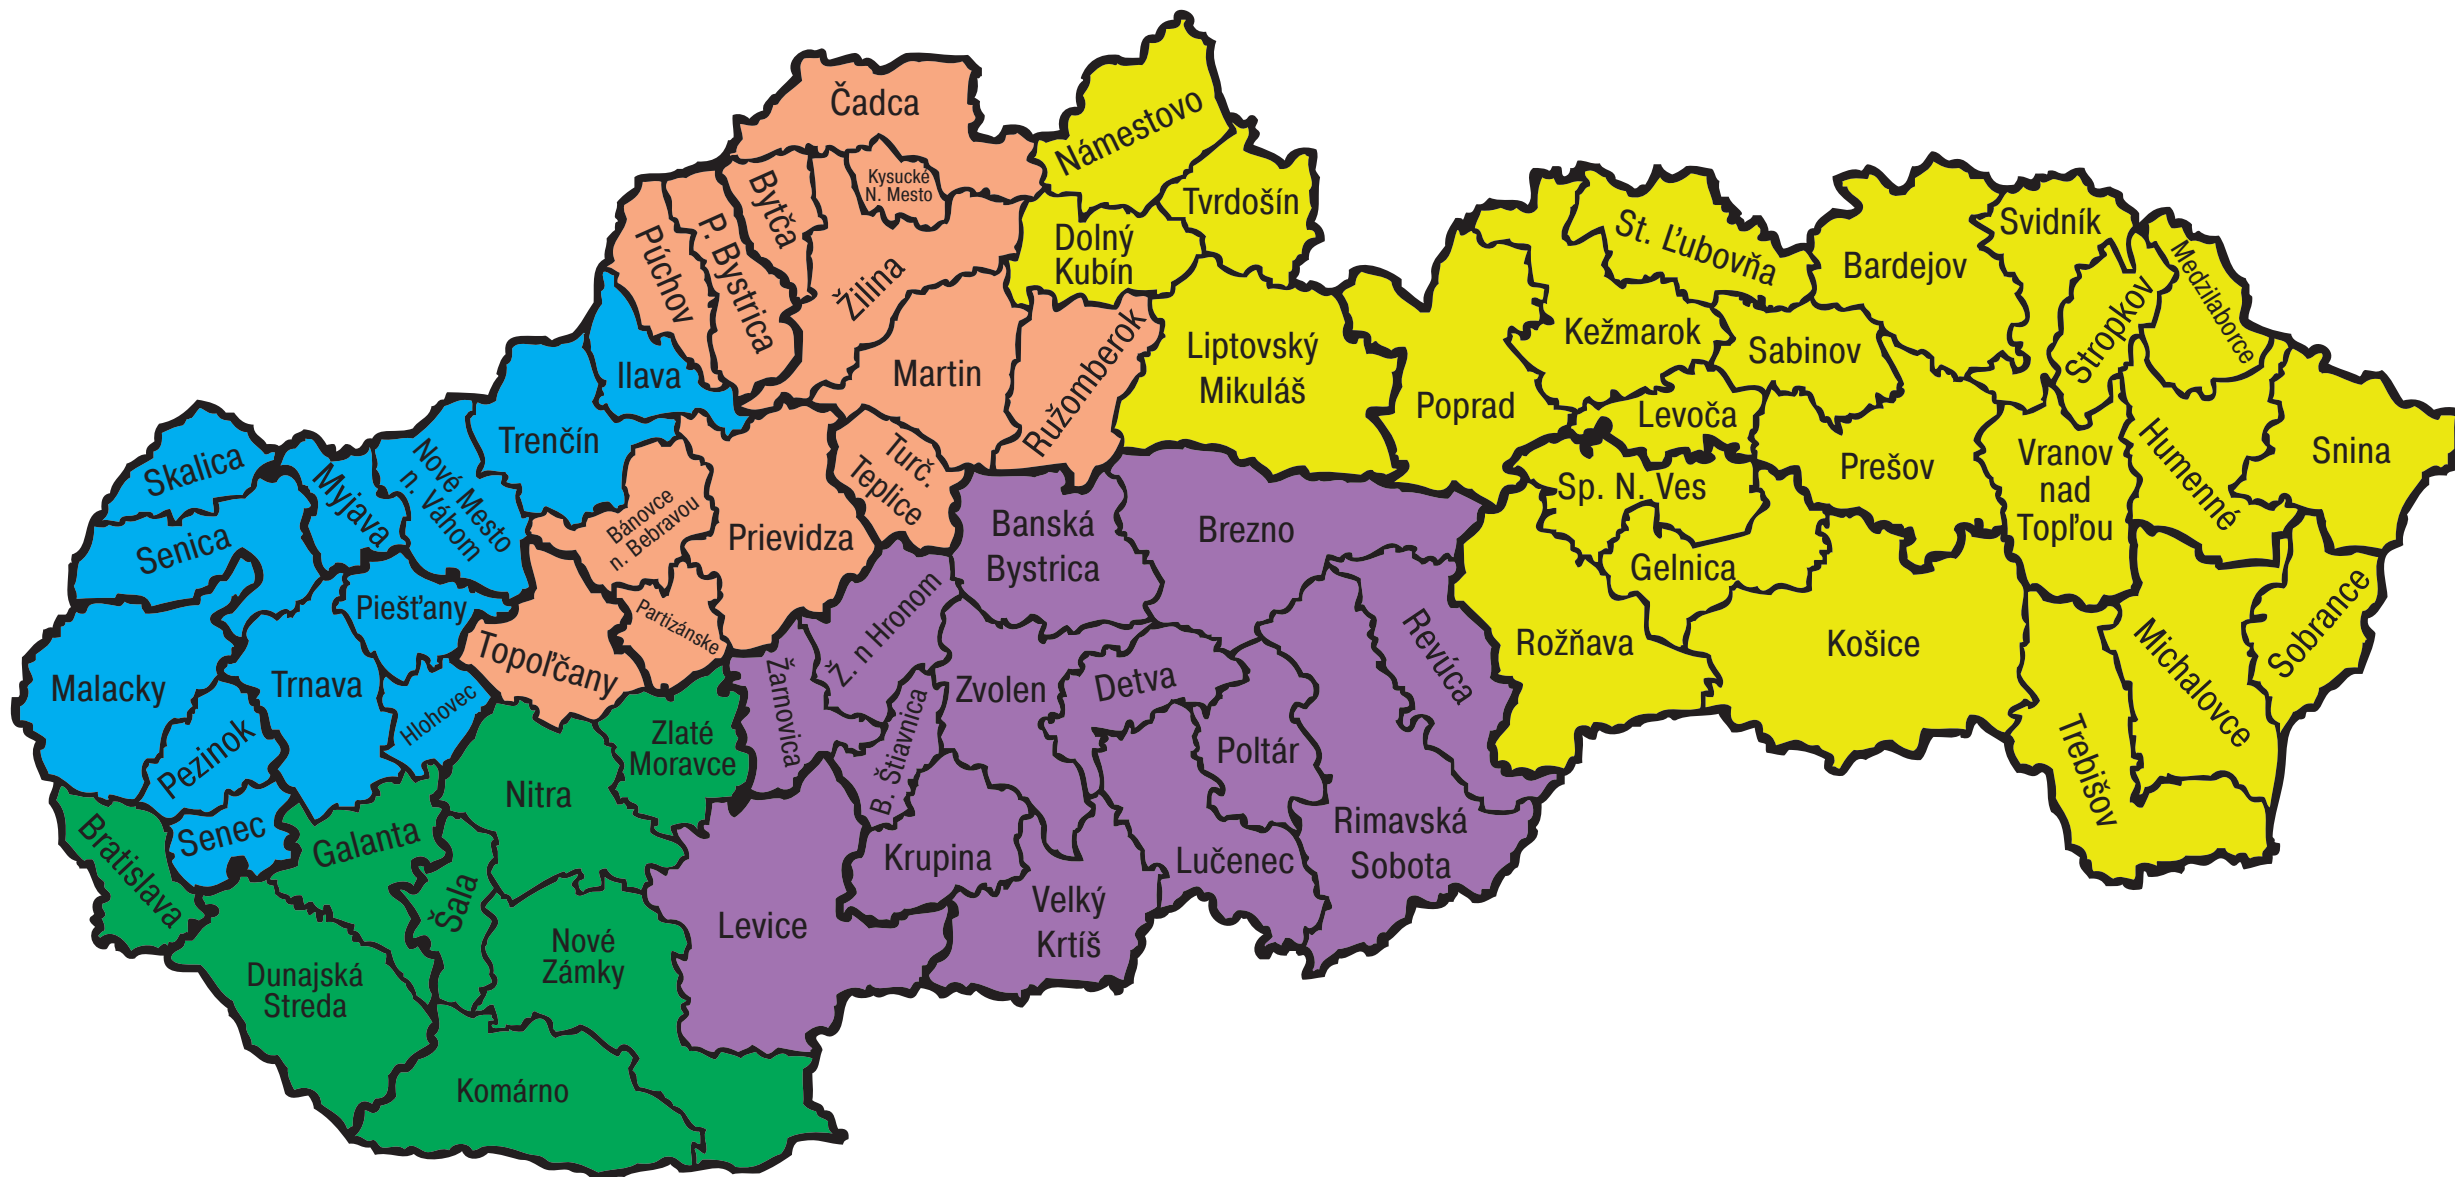 Čadca
Námestovo
Kysucké
N. Mesto
Bytča
P. Bystrica
Púchov
Žilina
Tvrdošín
Dolný
Kubín
Svidník
St. Ľubovňa
Bardejov
Medzilaborce
Stropkov
Kežmarok
Sabinov
Liptovský
Mikuláš
Ilava
Martin
Ružomberok
Poprad
Levoča
Trenčín
Turč.
Teplice
Prešov
Vranov
nad
Topľou
Humenné
Snina
Skalica
Myjava
Nové Mesto
n. Váhom
Bánovce
n. Bebravou
Prievidza
Banská
Bystrica
Brezno
Sp. N. Ves
Gelnica
Senica
Piešťany
Partizánske
Topoľčany
Ž. n Hronom
Revúca
Rožňava
Košice
Michalovce
Sobrance
Malacky
Trnava
Hlohovec
Žarnovica
Zvolen
Detva
Pezinok
Zlaté
Moravce
B. Štiavnica
Poltár
Trebišov
Nitra
Senec
Bratislava
Galanta
Krupina
Lučenec
Rimavská
Sobota
Šaľa
Levice
Velký
Krtíš
Nové
Zámky
Dunajská
Streda
Komárno